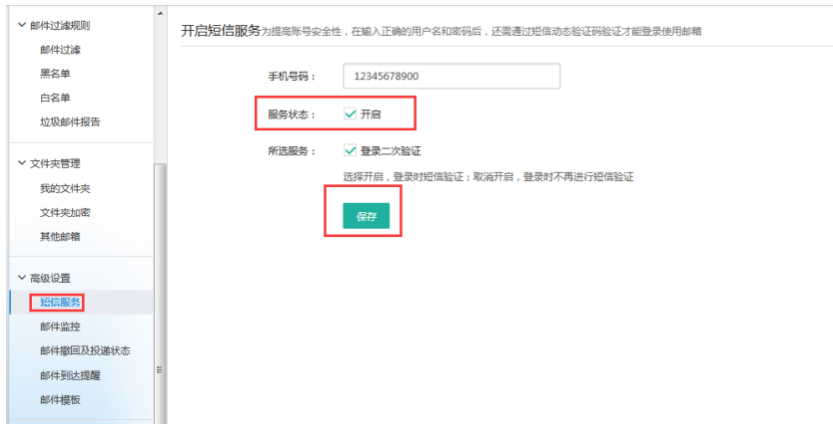 邮件过滤规则
邮件过滤
黑名单
白名单
垃圾邮件报告
文件夹管理
我的文件夹
文件夹加密
其他邮箱
高级设置
短信服务
邮件监控
邮件撤回及投递状态
邮件到达提醒
邮件模板
开启短信服务为提高账号安全性，在输入正确的用户名和密码后，还需通过短信动态验证码验证才能登录使用邮箱
手机号码： 12345678900
服务状态： 开启
所选服务： 登录二次验证
选择开启，登录时短信验证；取消开启，登录时不再进行短信验证
保存